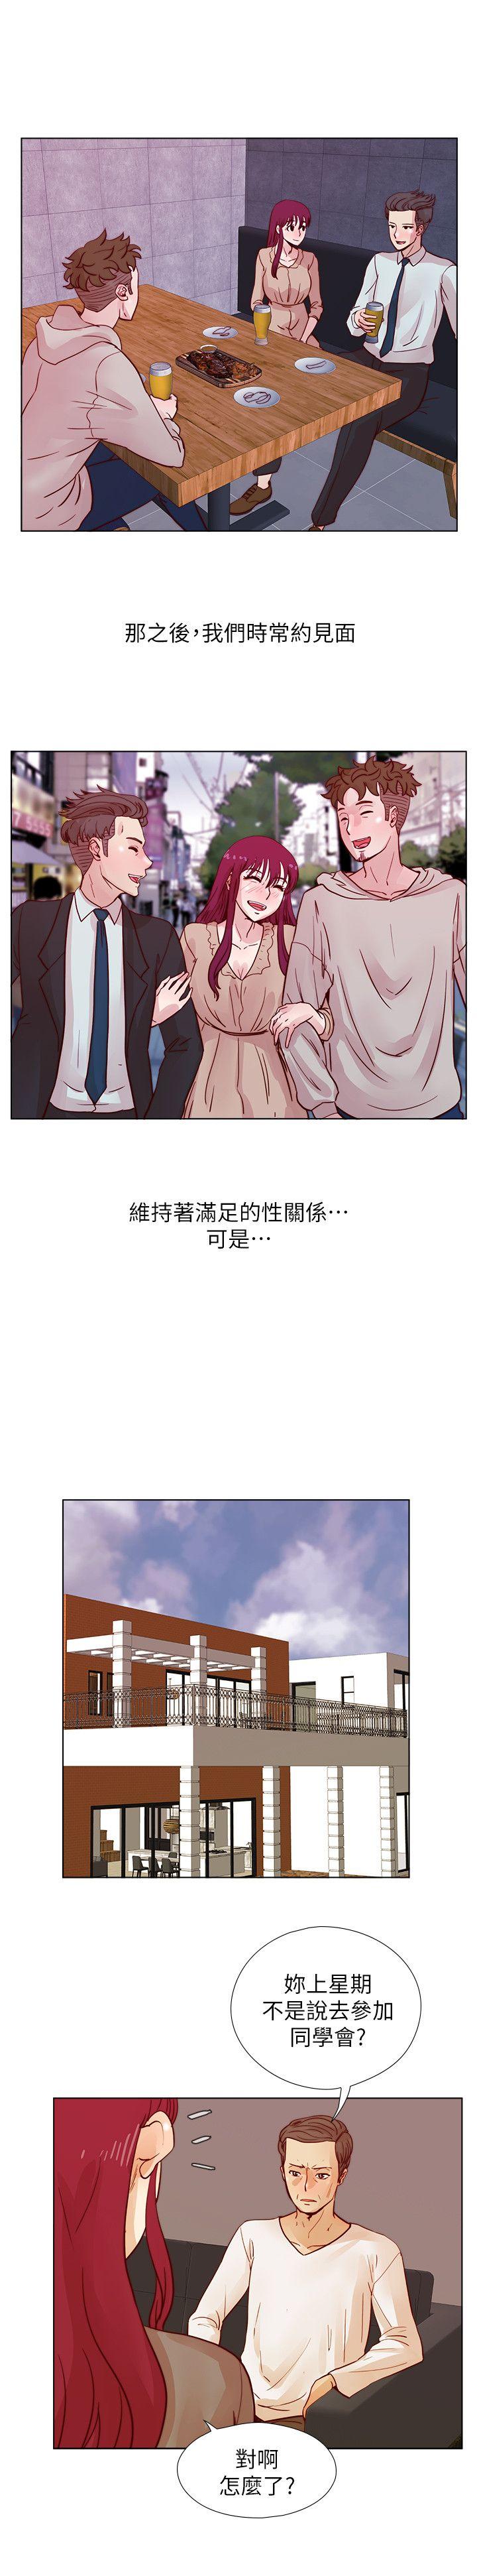 那之後，我們時常約見面
維持著滿足的性關係…
可是…
妳上星期
不是說去參加
同學會?
對啊
怎麼了?